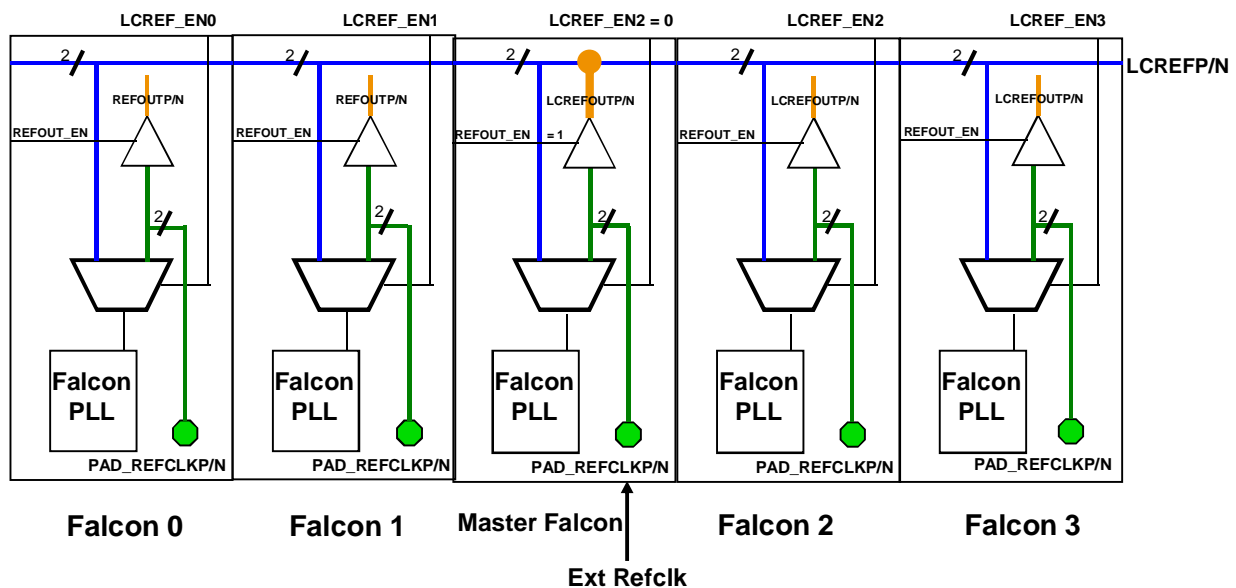 LCREF_EN0
LCREF_EN1
LCREF_EN2 = 0
LCREF_EN2
LCREF_EN3
2
2
2
2
2
LCREFP/N
REFOUTP/N
REFOUTP/N
LCREFOUTP/N
LCREFOUTP/N
LCREFOUTP/N
REFOUT_EN
REFOUT_EN
REFOUT_EN = 1
REFOUT_EN
REFOUT_EN
2
2
2
2
2
Falcon
PLL
Falcon
PLL
Falcon
PLL
Falcon
PLL
Falcon
PLL
PAD_REFCLKP/N
PAD_REFCLKP/N
PAD_REFCLKP/N
PAD_REFCLKP/N
PAD_REFCLKP/N
Falcon 0
Falcon 1
Master Falcon
Falcon 2
Falcon 3
Ext Refclk